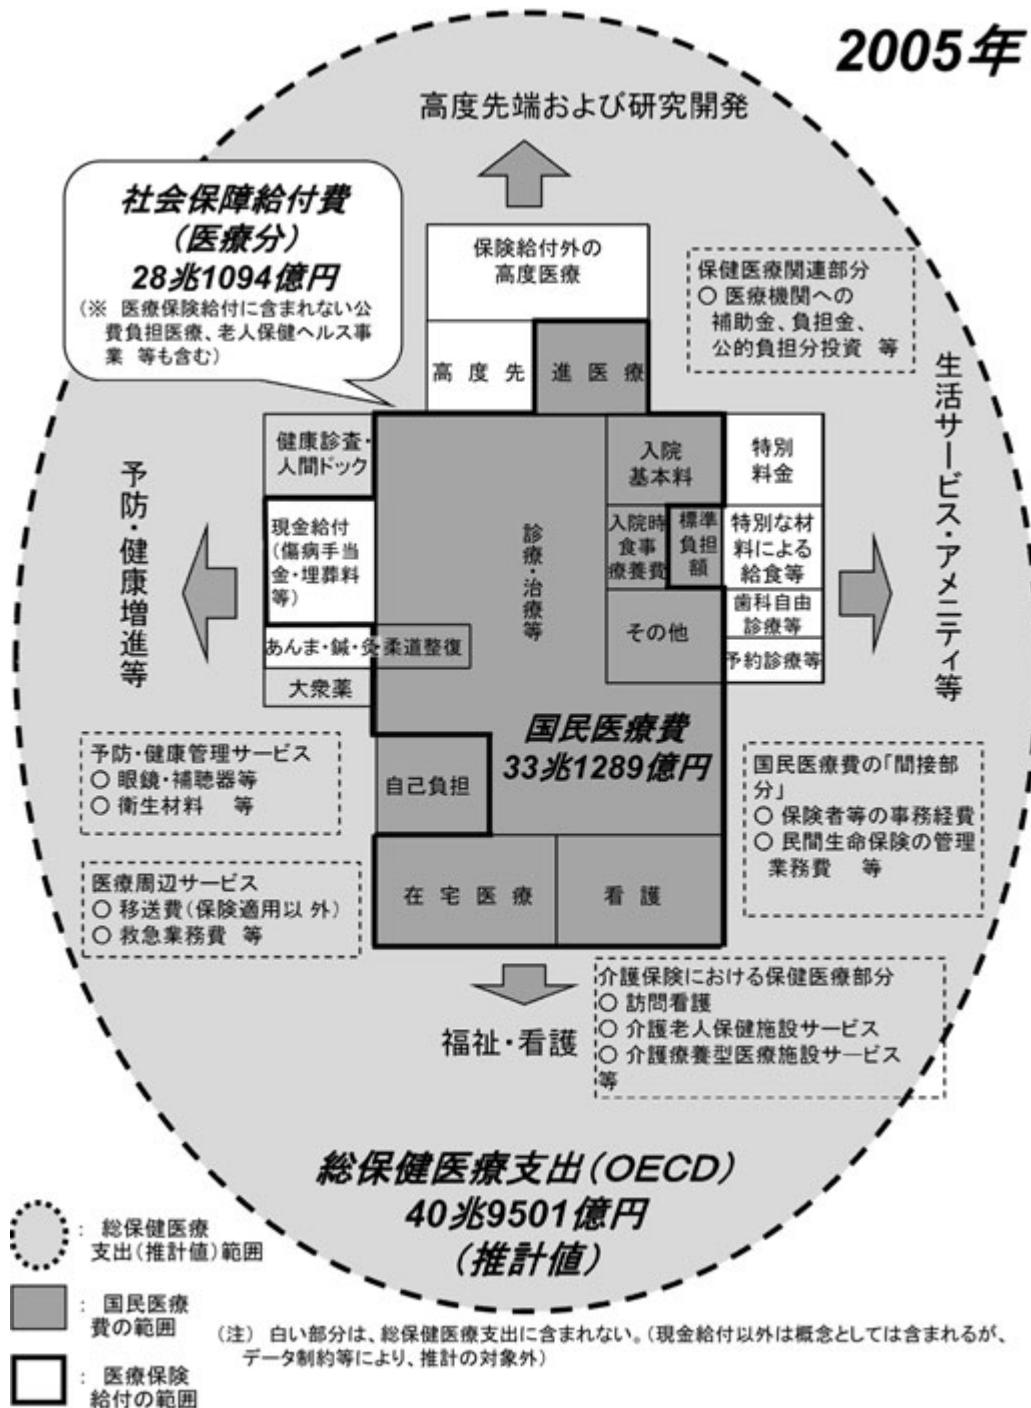 2005年
高度先端および研究開発
社会保障給付費
(医療分)
28兆1094億円
(※ 医療保険給付に含まれない公
費負担医療、老人保健ヘルス事
業 等も含む)
保険給付外の
高度医療
高度先
進医療
保健医療関連部分
○ 医療機関への
補助金、負担金、
公的負担分投資 等
生活サービス・アメニティ等
予防・健康増進等
健康診査・
人間ドック
現金給付
(傷病手当
金・埋葬料
等)
あんま・鍼・灸
柔道整復
大衆薬
診療・治療等
入院
基本料
入院時
食事
療養費
標準
負担
額
その他
特別
料金
特別な材
料による
給食等
歯科自由
診療等
予約診療等
国民医療費
33兆1289億円
自己負担
在宅医療
看護
予防・健康管理サービス
○ 眼鏡・補聴器等
○ 衛生材料 等
医療周辺サービス
○ 移送費(保険適用以外)
○ 救急業務費 等
国民医療費の「間接部
分」
○ 保険者等の事務経費
○ 民間生命保険の管理
業務費 等
福祉・看護
介護保険における保健医療部分
○ 訪問看護
○ 介護老人保健施設サービス
○ 介護療養型医療施設サービス
等
総保健医療支出(OECD)
40兆9501億円
(推計値)
: 総保健医療
支出(推計値)範囲
: 国民医療
費の範囲
: 医療保険
給付の範囲
(注) 白い部分は、総保健医療支出に含まれない。(現金給付以外は概念としては含まれるが、
データ制約等により、推計の対象外)